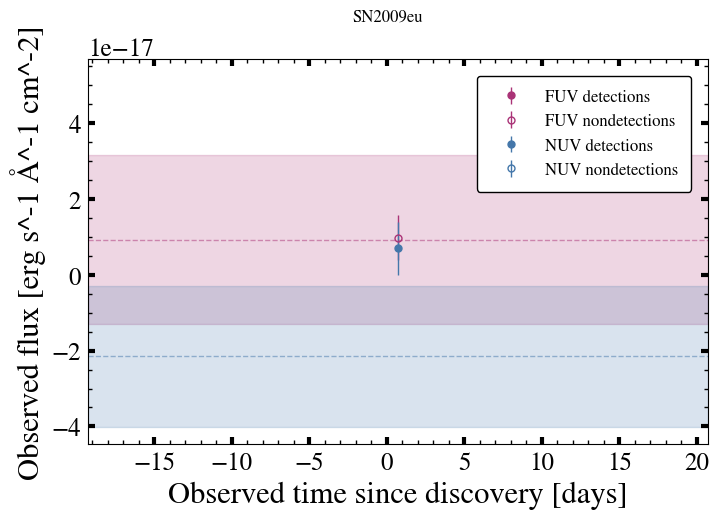 SN2009eu
1e−17
Observed flux [erg s^-1 Å^-1 cm^-2]
4
2
0
−2
−4
FUV detections
FUV nondetections
NUV detections
NUV nondetections
−15 −10 −5 0 5 10 15 20
Observed time since discovery [days]